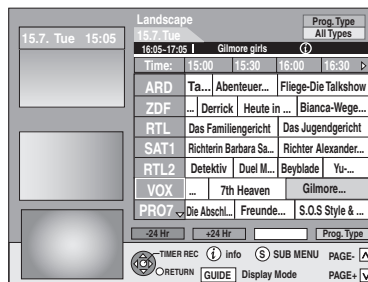 Landscape Prog.Type
15.7. Tue 15:05 15.7.Tue All Types
16:05~17:05 Gilmore girls i
Time: 15:00 15:30 16:00 16:30
ARD Ta... Abenteuer... Fliege-Die Talkshow
ZDF ... Derrick Heute in ... Bianca-Wege...
RTL Das Familiengericht Das Jugendgericht
SAT1 Richterin Barbara Sa... Richter Alexander...
RTL2 Detektiv Duel M... Beyblade Yu-...
VOX ... 7th Heaven Gilmore...
PRO7 Die Abschl... Freunde... S.O.S Style & ...
-24 Hr +24 Hr Prog. Type
TIMER REC i info S SUB MENU PAGE-
RETURN GUIDE Display Mode PAGE+